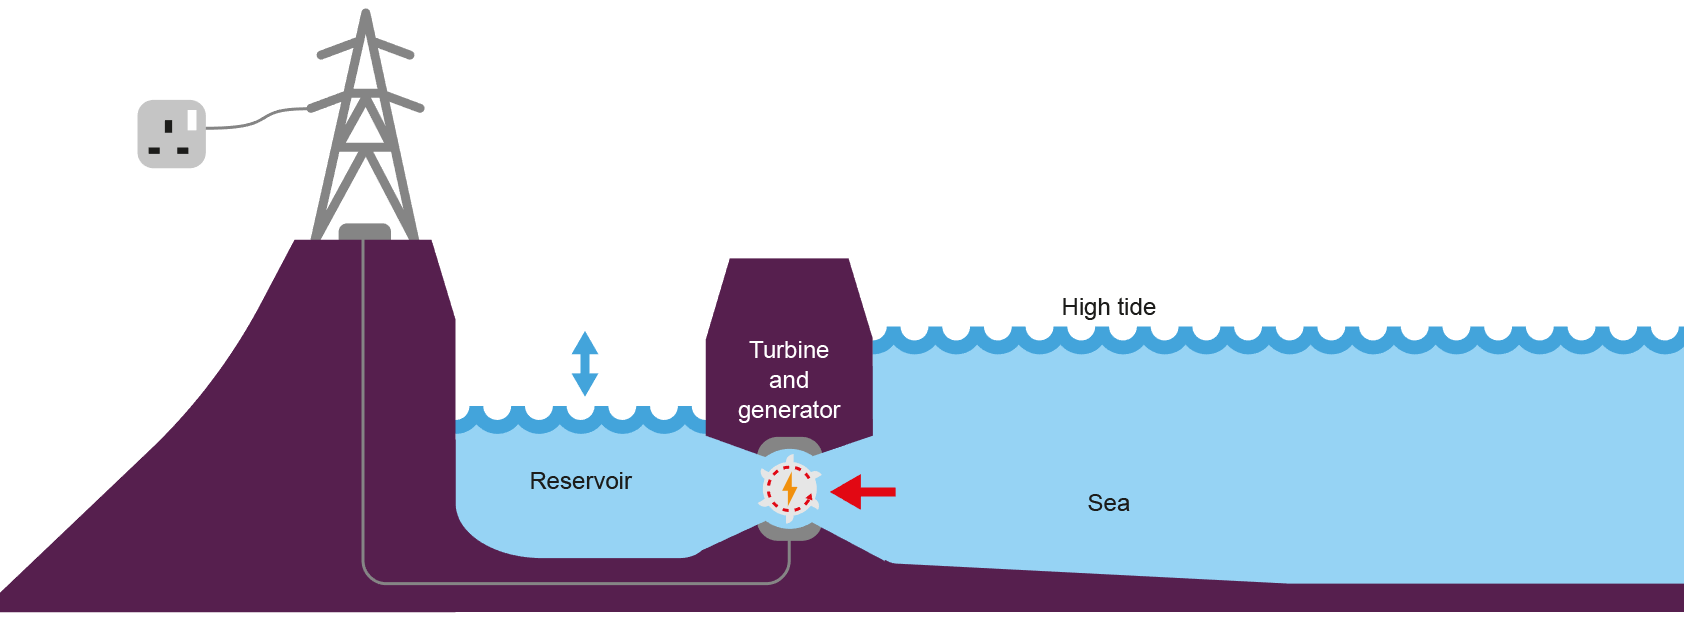 High tide
Turbine
and
generator
Reservoir
Sea